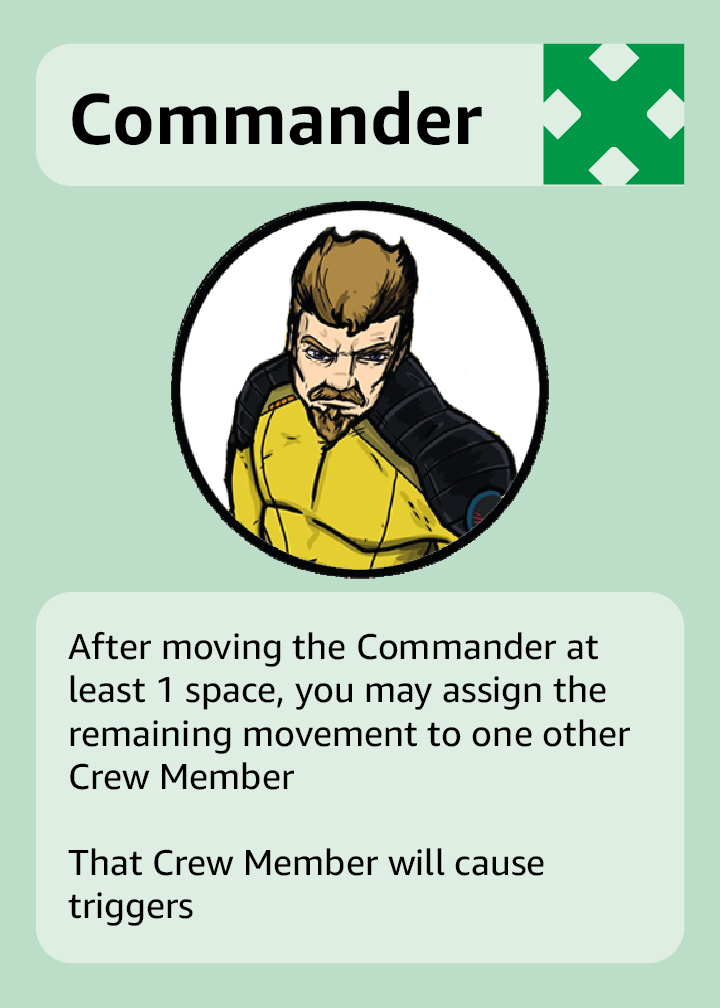 Commander
After moving the Commander at
least 1 space, you may assign the
remaining movement to one other
Crew Member
That Crew Member will cause
triggers